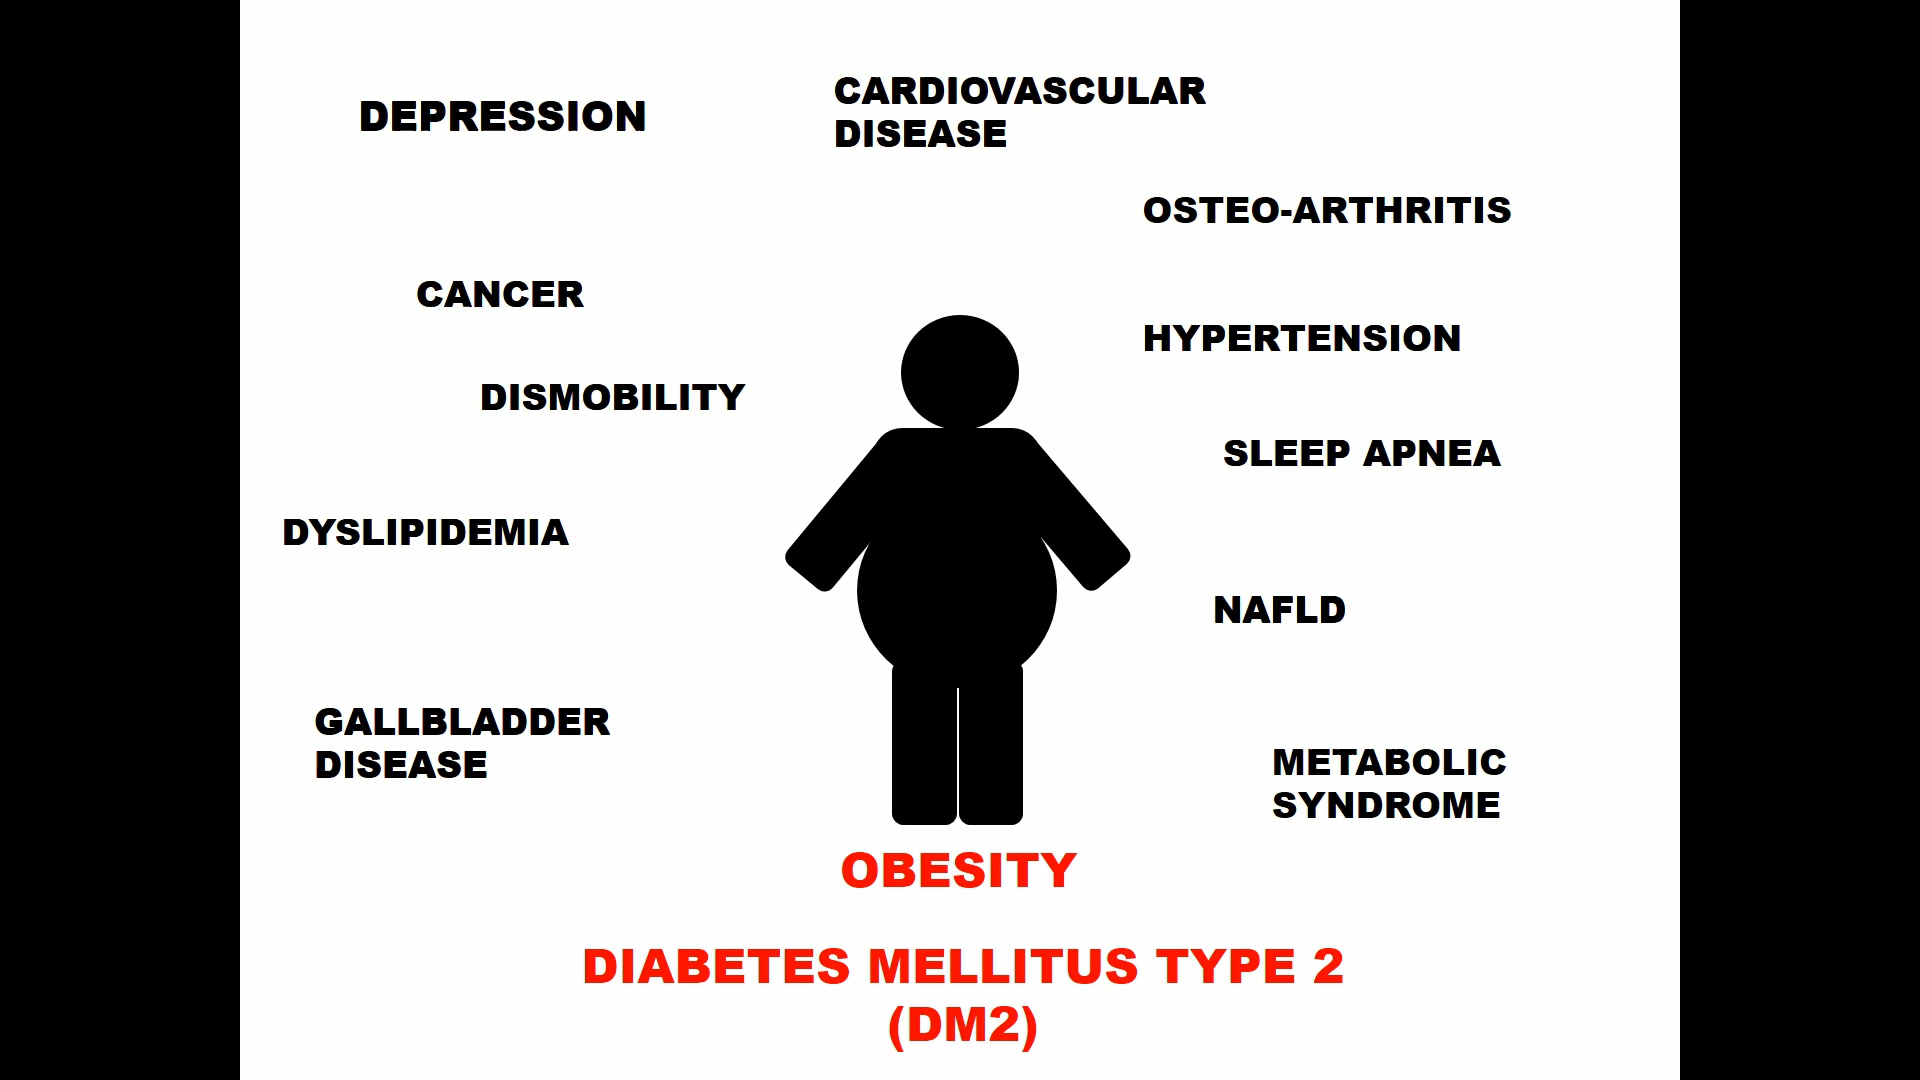 DEPRESSION
CARDIOVASCULAR
DISEASE
OSTEO-ARTHRITIS
CANCER
HYPERTENSION
DISMOBILITY
SLEEP APNEA
DYSLIPIDEMIA
NAFLD
GALLBLADDER
DISEASE
METABOLIC
SYNDROME
OBESITY
DIABETES MELLITUS TYPE 2
(DM2)